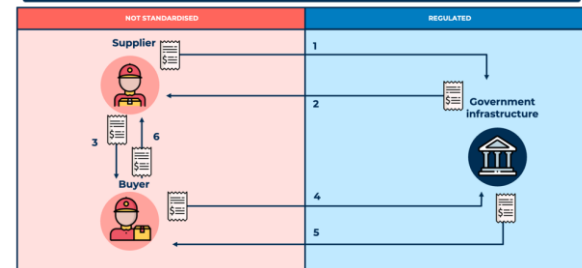 NOT STANDARDISED
REGULATED
Supplier
1
2
Government
infrastructure
3
6
Buyer
4
5